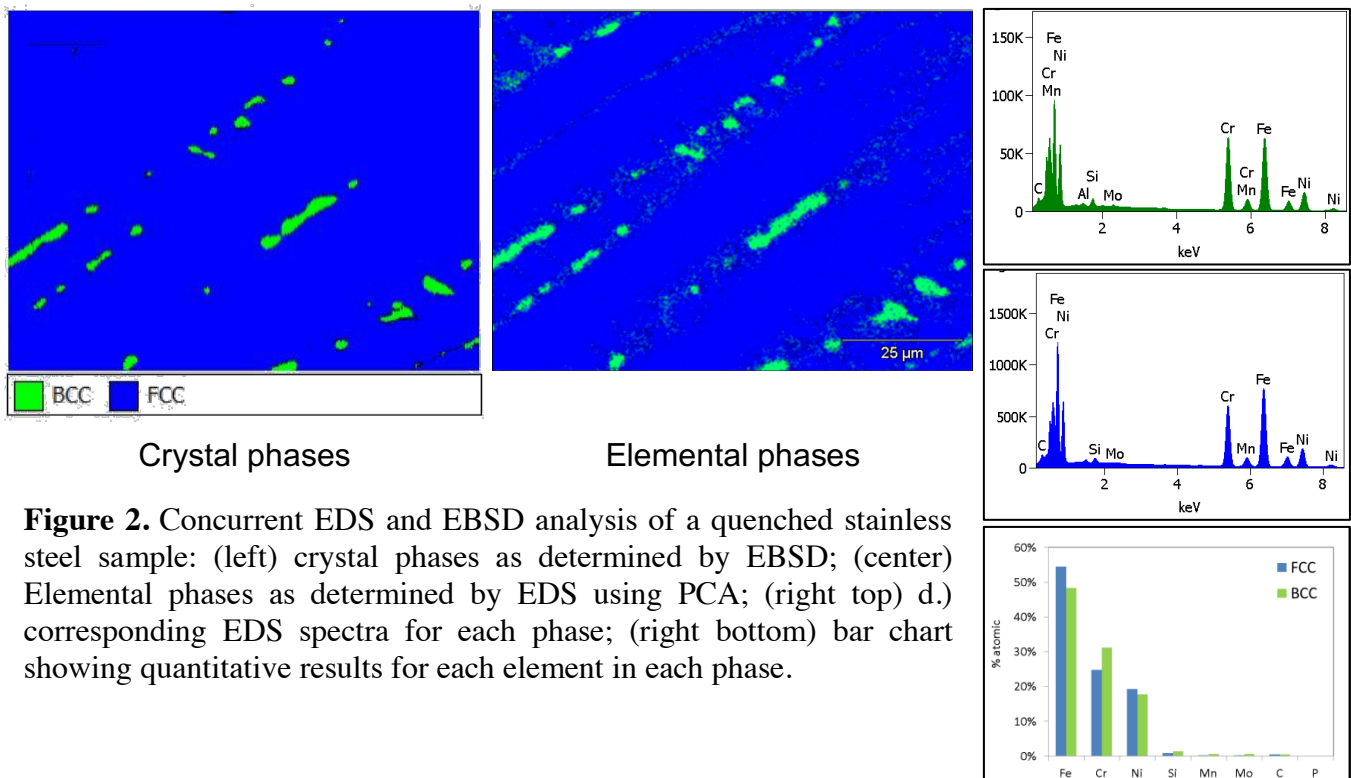 25 µm
BCC FCC
Crystal phases
Elemental phases
Figure 2. Concurrent EDS and EBSD analysis of a quenched stainless
steel sample: (left) crystal phases as determined by EBSD; (center)
Elemental phases as determined by EDS using PCA; (right top) d.)
corresponding EDS spectra for each phase; (right bottom) bar chart
showing quantitative results for each element in each phase.
150K
100K
50K
0
Fe
Ni
Cr
Mn
C
Al
Si
Mo
Cr
Cr
Mn
Fe
Fe
Ni
Ni
2 4 6 8
keV
1500K
1000K
500K
0
Fe
Ni
Cr
C
Si
Mo
Cr
Mn
Fe
Fe
Ni
Ni
2 4 6 8
keV
60%
50%
40%
30%
20%
10%
0%
% atomic
FCC
BCC
Fe Cr Ni Si Mn Mo C P